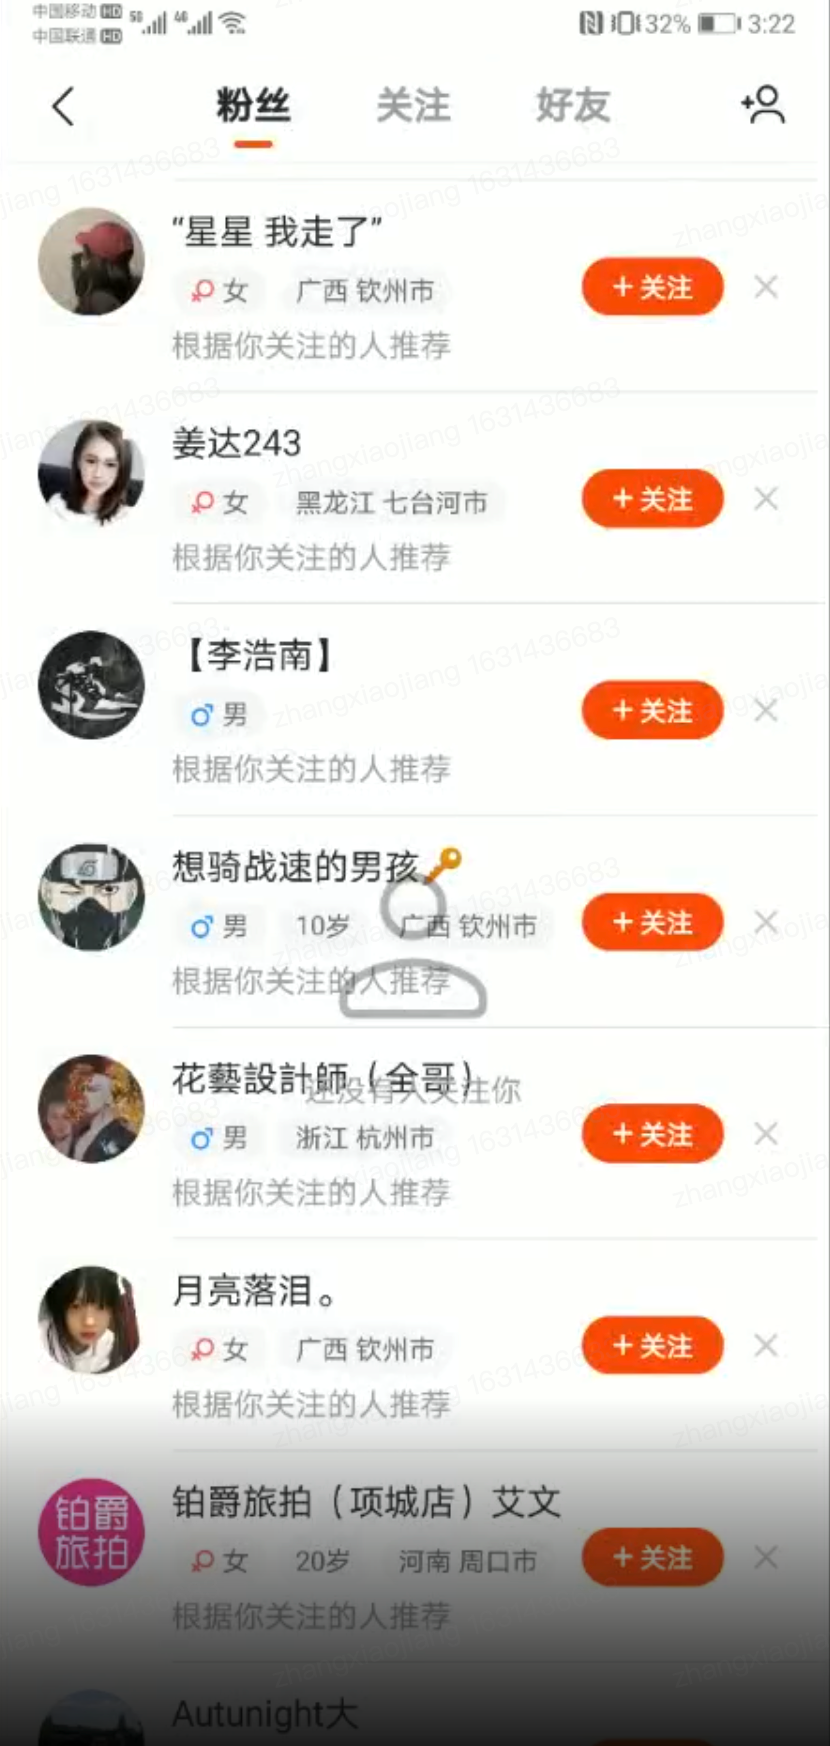 中国移动 HD 5G 4G 32% 3:22
中国联通 HD
粉丝 关注 好友
“星星 我走了”
女 广西 钦州市
+ 关注
根据你关注的人推荐
姜达243
女 黑龙江 七台河市
+ 关注
根据你关注的人推荐
【李浩南】
男
+ 关注
根据你关注的人推荐
想骑战速的男孩
男 10岁 广西 钦州市
+ 关注
根据你关注的人推荐
花藝設計師（全哥）
还没有人关注你
男 浙江 杭州市
+ 关注
根据你关注的人推荐
月亮落泪。
女 广西 钦州市
+ 关注
根据你关注的人推荐
铂爵
旅拍
铂爵旅拍（项城店）艾文
女 20岁 河南 周口市
+ 关注
根据你关注的人推荐
Autunight大
zhangxiaojiang 1631436683